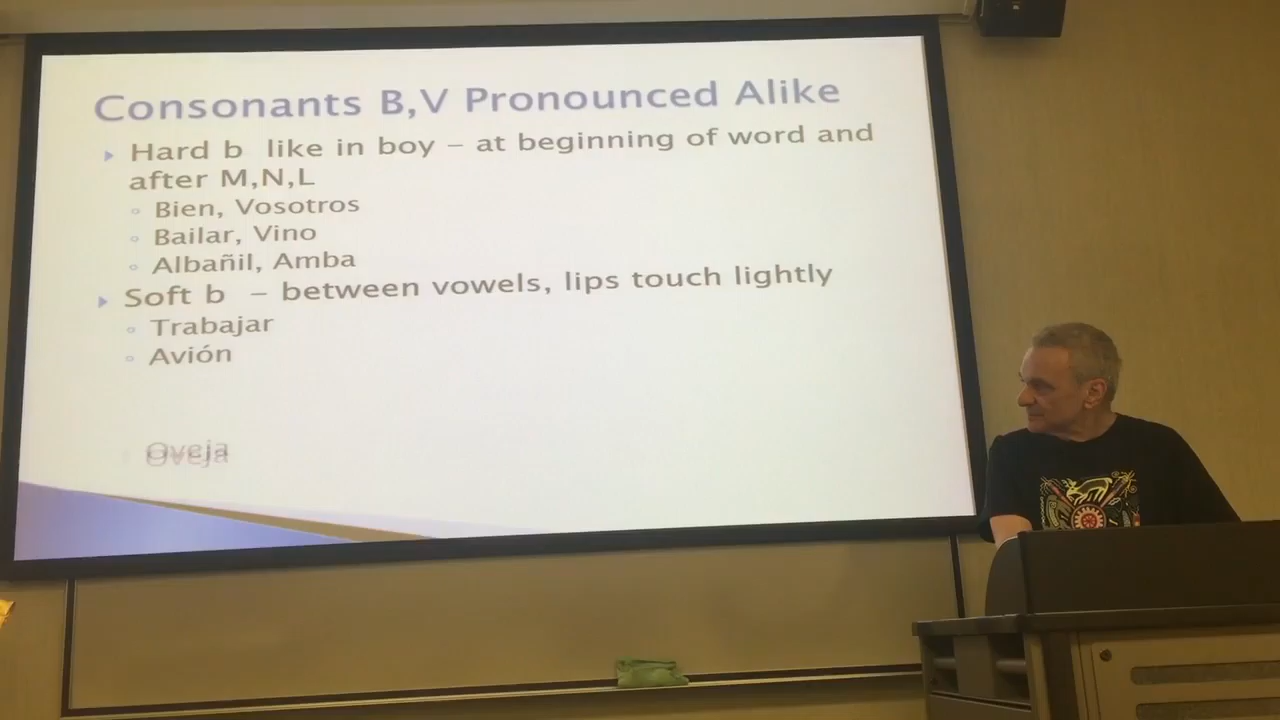 Consonants B,V Pronounced Alike
Hard b like in boy – at beginning of word and
after M,N,L
Bien, Vosotros
Bailar, Vino
Albañil, Amba
Soft b – between vowels, lips touch lightly
Trabajar
Avión
Oveja